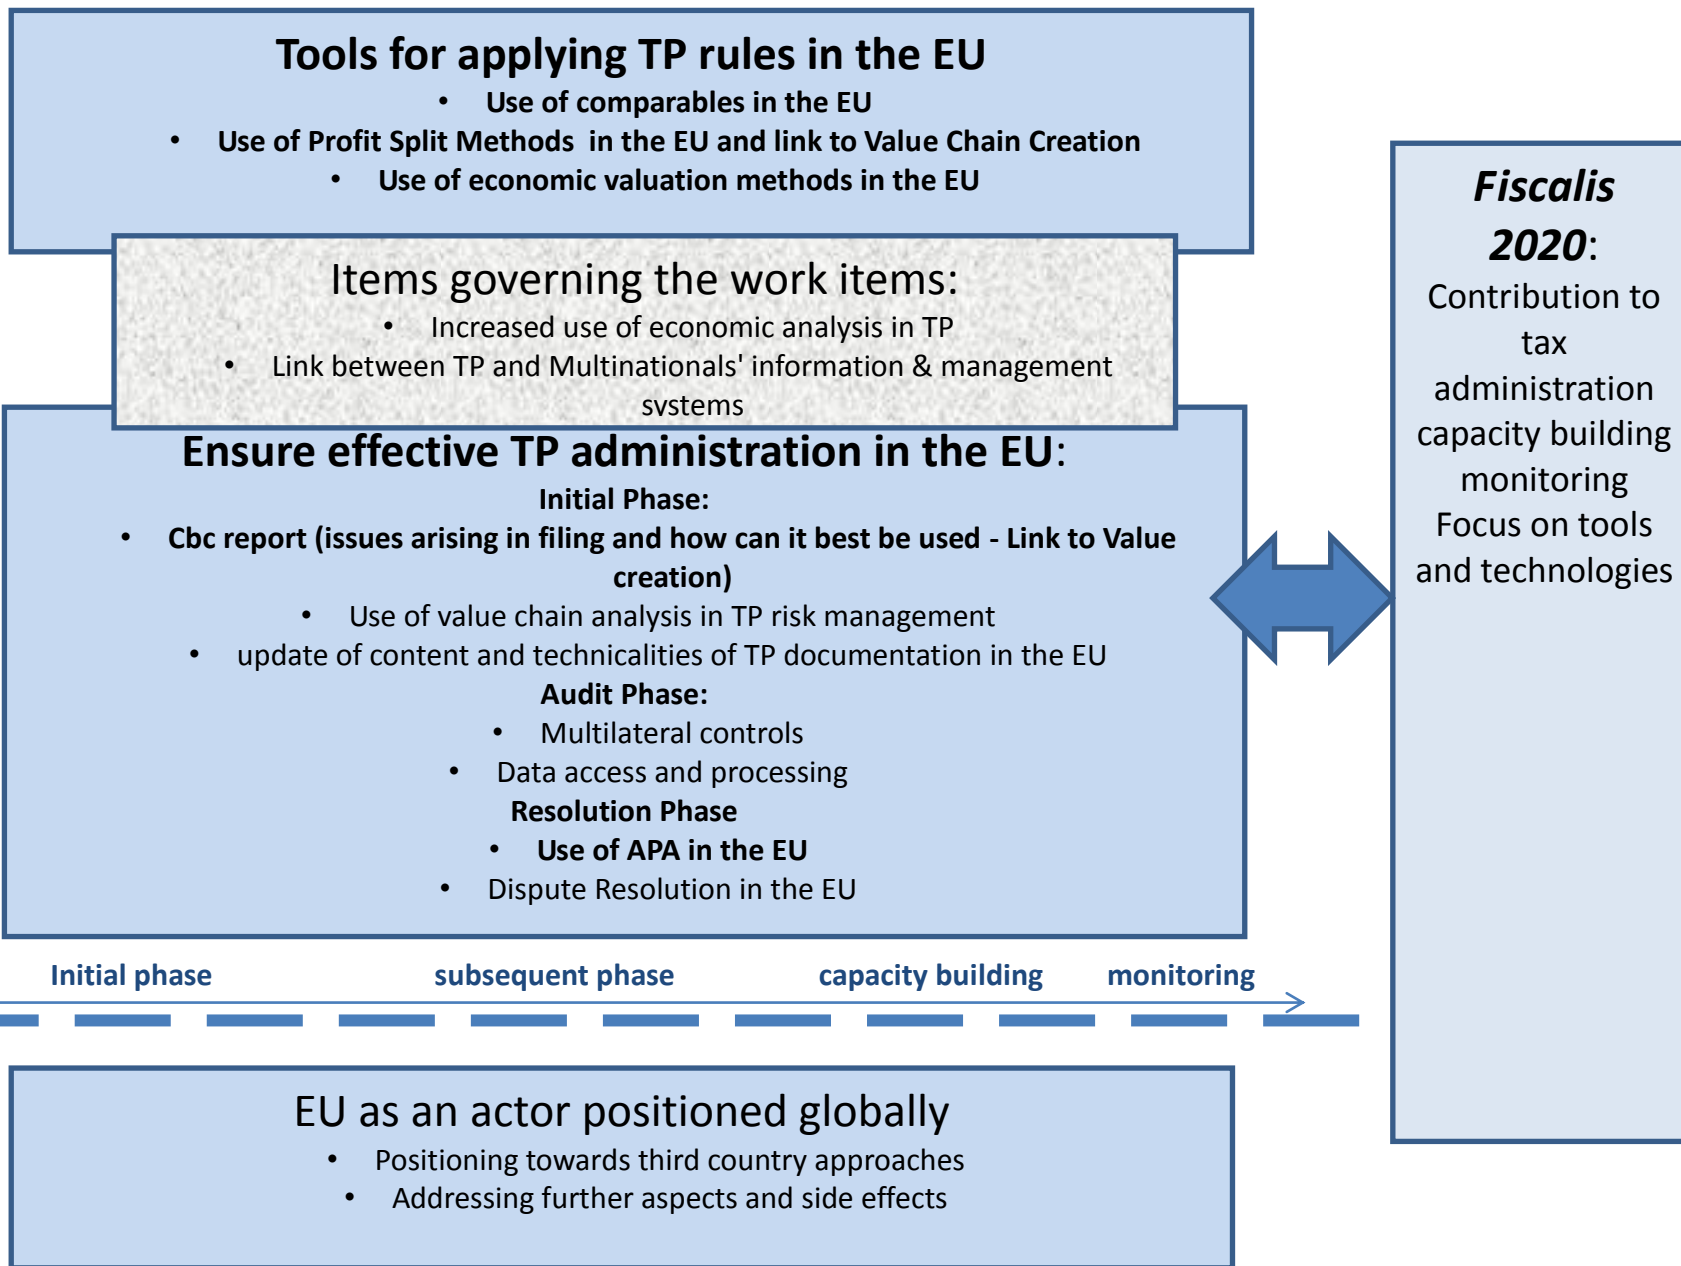 Tools for applying TP rules in the EU
• Use of comparables in the EU
• Use of Profit Split Methods in the EU and link to Value Chain Creation
• Use of economic valuation methods in the EU
Items governing the work items:
• Increased use of economic analysis in TP
• Link between TP and Multinationals' information & management
systems
Ensure effective TP administration in the EU:
Initial Phase:
• Cbc report (issues arising in filing and how can it best be used - Link to Value
creation)
• Use of value chain analysis in TP risk management
• update of content and technicalities of TP documentation in the EU
Audit Phase:
• Multilateral controls
• Data access and processing
Resolution Phase
• Use of APA in the EU
• Dispute Resolution in the EU
Initial phase subsequent phase capacity building monitoring
EU as an actor positioned globally
• Positioning towards third country approaches
• Addressing further aspects and side effects
Fiscalis
2020:
Contribution to
tax
administration
capacity building
monitoring
Focus on tools
and technologies